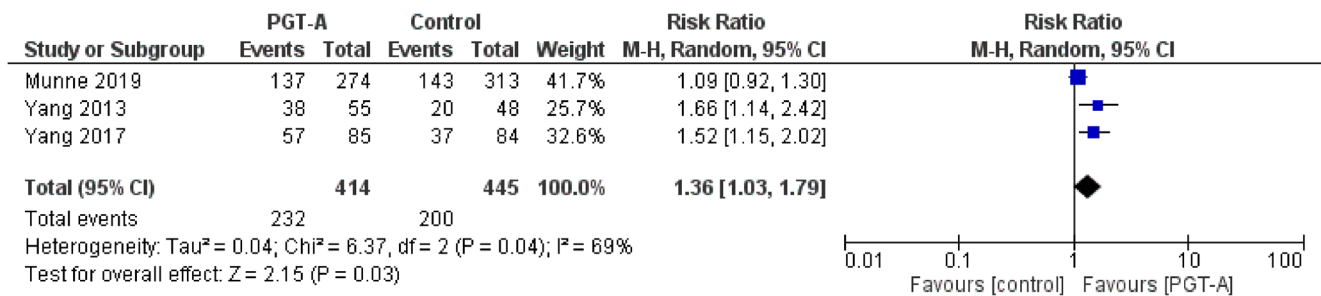 PGT-A Control Risk Ratio Risk Ratio
Study or Subgroup Events Total Events Total Weight M-H, Random, 95% CI M-H, Random, 95% CI
Munne 2019 137 274 143 313 41.7% 1.09 [0.92, 1.30]
Yang 2013 38 55 20 48 25.7% 1.66 [1.14, 2.42]
Yang 2017 57 85 37 84 32.6% 1.52 [1.15, 2.02]
Total (95% CI) 414 445 100.0% 1.36 [1.03, 1.79]
Total events 232 200
Heterogeneity: Tau² = 0.04; Chi² = 6.37, df = 2 (P = 0.04); I² = 69%
Test for overall effect: Z = 2.15 (P = 0.03)
0.01 0.1 1 10 100
Favours [control] Favours [PGT-A]